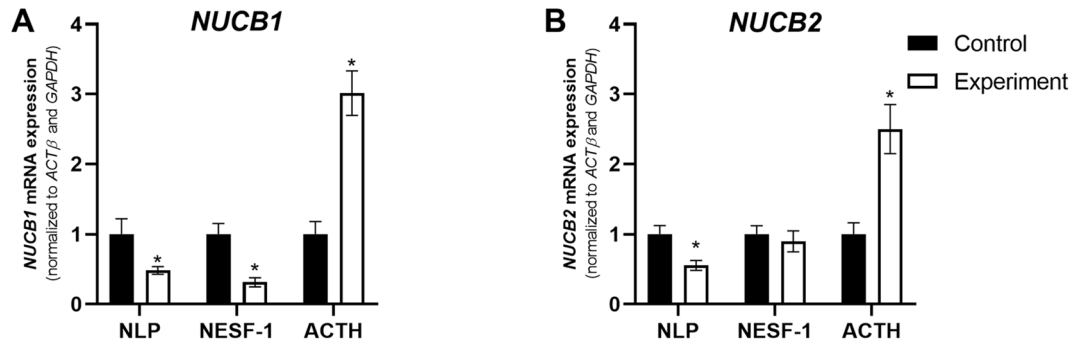 A
NUCB1
NUCB1 mRNA expression
(normalized to ACTβ and GAPDH)
4
3
2
1
0
*
*
*
NLP
NESF-1
ACTH
B
NUCB2
NUCB2 mRNA expression
(normalized to ACTβ and GAPDH)
4
3
2
1
0
*
*
NLP
NESF-1
ACTH
Control
Experiment